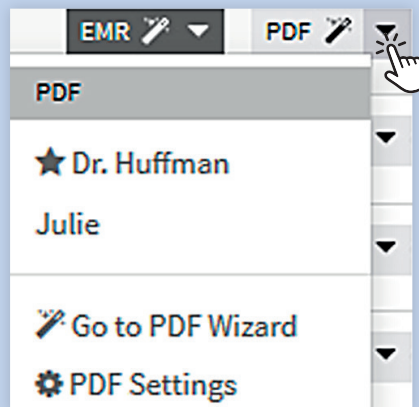 EMR PDF
PDF
Dr. Huffman
Julie
Go to PDF Wizard
PDF Settings